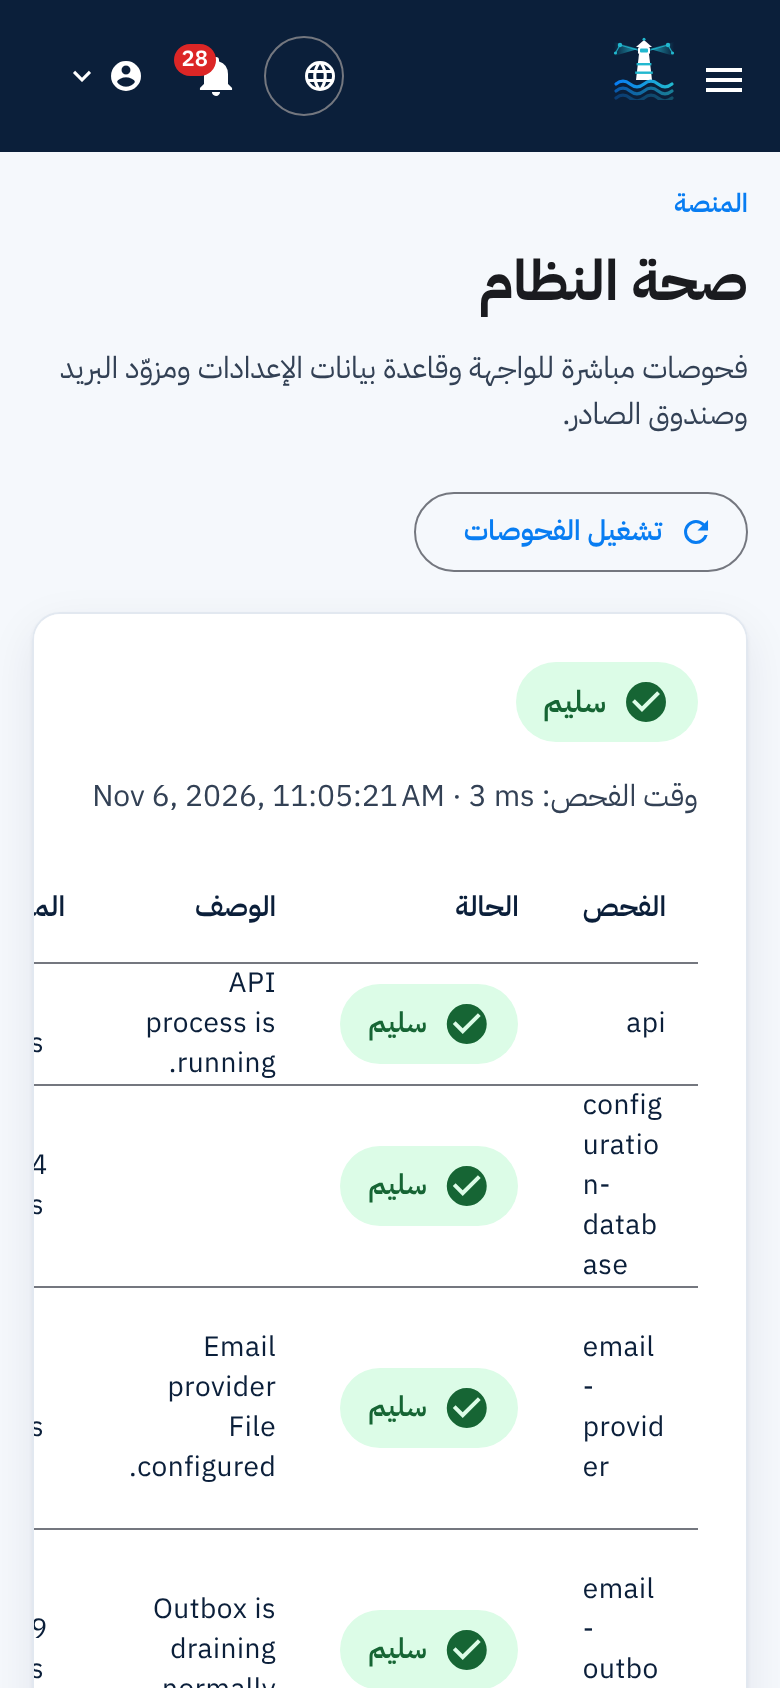 28
المنصة
صحة النظام
فحوصات مباشرة للواجهة وقاعدة بيانات الإعدادات ومزوّد البريد
وصندوق الصادر.
تشغيل الفحوصات
سليم
وقت الفحص: Nov 6, 2026, 11:05:21 AM · 3 ms
الفحص الحالة الوصف
api
سليم
API
process is
running.
config
uratio
n-
datab
ase
سليم
4
s
email
-
provid
er
سليم
Email
provider
File
configured.
s
email
-
outbo
سليم
Outbox is
draining
9
s